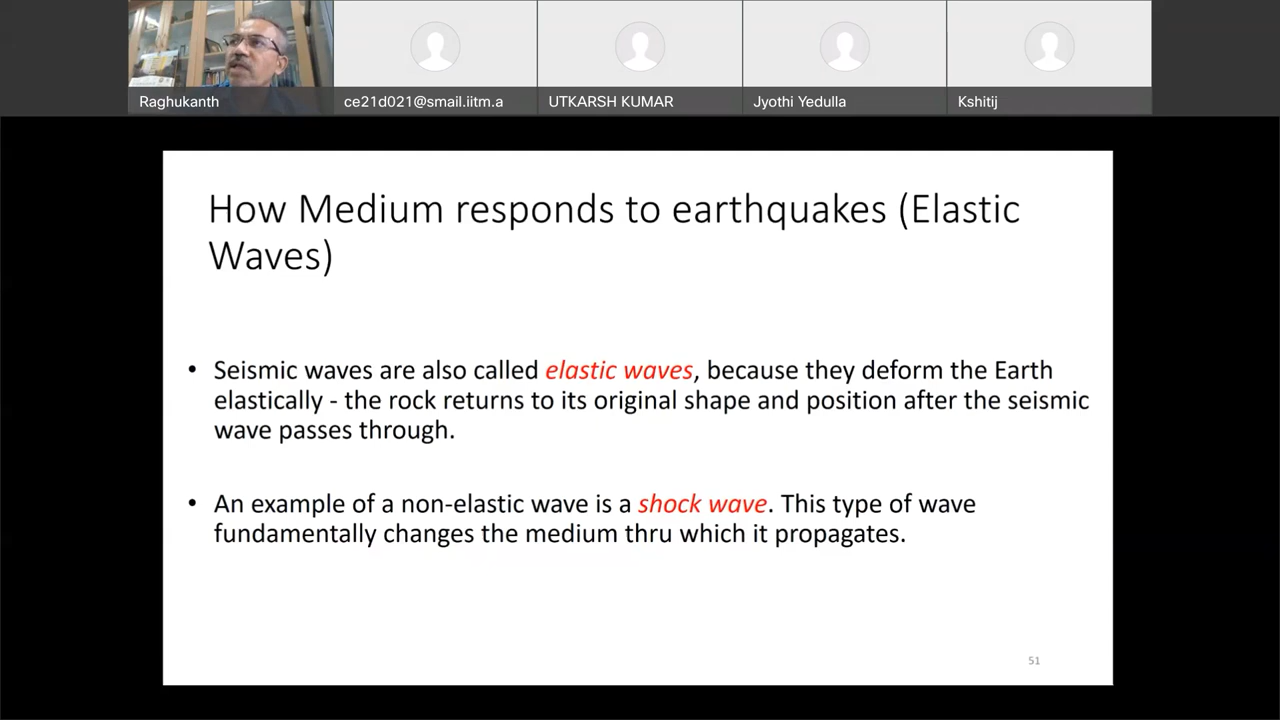 Raghukanth
ce21d021@smail.iitm.a
UTKARSH KUMAR
Jyothi Yedulla
Kshitij
How Medium responds to earthquakes (Elastic
Waves)
• Seismic waves are also called elastic waves, because they deform the Earth
elastically - the rock returns to its original shape and position after the seismic
wave passes through.
• An example of a non-elastic wave is a shock wave. This type of wave
fundamentally changes the medium thru which it propagates.
51